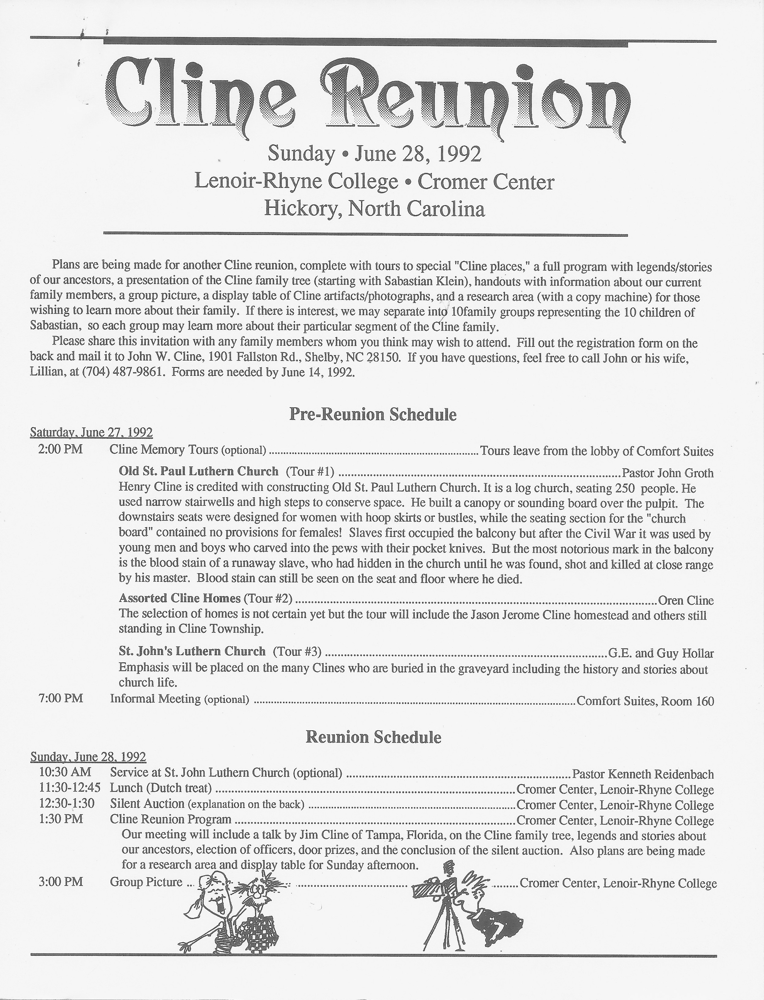 Cline Reunion
Sunday • June 28, 1992
Lenoir-Rhyne College • Cromer Center
Hickory, North Carolina
Plans are being made for another Cline reunion, complete with tours to special "Cline places," a full program with legends/stories
of our ancestors, a presentation of the Cline family tree (starting with Sabastian Klein), handouts with information about our current
family members, a group picture, a display table of Cline artifacts/photographs, and a research area (with a copy machine) for those
wishing to learn more about their family. If there is interest, we may separate into 10family groups representing the 10 children of
Sabastian, so each group may learn more about their particular segment of the Cline family.
Please share this invitation with any family members whom you think may wish to attend. Fill out the registration form on the
back and mail it to John W. Cline, 1901 Fallston Rd., Shelby, NC 28150. If you have questions, feel free to call John or his wife,
Lillian, at (704) 487-9861. Forms are needed by June 14, 1992.
Pre-Reunion Schedule
Saturday, June 27, 1992
2:00 PM Cline Memory Tours (optional) ........ Tours leave from the lobby of Comfort Suites
Old St. Paul Luthern Church (Tour #1) ........ Pastor John Groth
Henry Cline is credited with constructing Old St. Paul Luthern Church. It is a log church, seating 250 people. He
used narrow stairwells and high steps to conserve space. He built a canopy or sounding board over the pulpit. The
downstairs seats were designed for women with hoop skirts or bustles, while the seating section for the "church
board" contained no provisions for females! Slaves first occupied the balcony but after the Civil War it was used by
young men and boys who carved into the pews with their pocket knives. But the most notorious mark in the balcony
is the blood stain of a runaway slave, who had hidden in the church until he was found, shot and killed at close range
by his master. Blood stain can still be seen on the seat and floor where he died.
Assorted Cline Homes (Tour #2) ........ Oren Cline
The selection of homes is not certain yet but the tour will include the Jason Jerome Cline homestead and others still
standing in Cline Township.
St. John's Luthern Church (Tour #3) ........ G.E. and Guy Hollar
Emphasis will be placed on the many Clines who are buried in the graveyard including the history and stories about
church life.
7:00 PM Informal Meeting (optional) ........ Comfort Suites, Room 160
Reunion Schedule
Sunday, June 28, 1992
10:30 AM Service at St. John Luthern Church (optional) ........ Pastor Kenneth Reidenbach
11:30-12:45 Lunch (Dutch treat) ........ Cromer Center, Lenoir-Rhyne College
12:30-1:30 Silent Auction (explanation on the back) ........ Cromer Center, Lenoir-Rhyne College
1:30 PM Cline Reunion Program ........ Cromer Center, Lenoir-Rhyne College
Our meeting will include a talk by Jim Cline of Tampa, Florida, on the Cline family tree, legends and stories about
our ancestors, election of officers, door prizes, and the conclusion of the silent auction. Also plans are being made
for a research area and display table for Sunday afternoon.
3:00 PM Group Picture ........ Cromer Center, Lenoir-Rhyne College